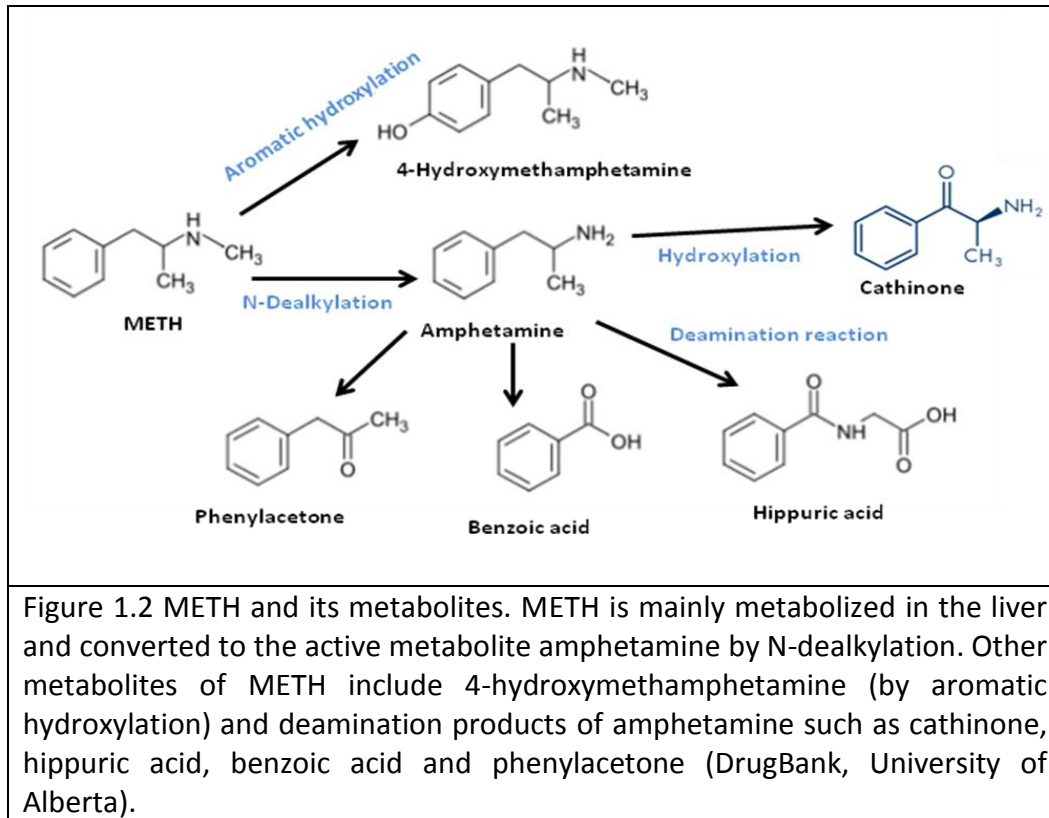 Aromatic hydroxylation
H
N
CH3
CH3
HO
4-Hydroxymethamphetamine
H
N
CH3
CH3
METH
N-Dealkylation
NH2
CH3
Amphetamine
Hydroxylation
O
NH2
CH3
Cathinone
Deamination reaction
CH3
O
Phenylacetone
O
OH
Benzoic acid
O
NH
OH
O
Hippuric acid
Figure 1.2 METH and its metabolites. METH is mainly metabolized in the liver
and converted to the active metabolite amphetamine by N-dealkylation. Other
metabolites of METH include 4-hydroxymethamphetamine (by aromatic
hydroxylation) and deamination products of amphetamine such as cathinone,
hippuric acid, benzoic acid and phenylacetone (DrugBank, University of
Alberta).